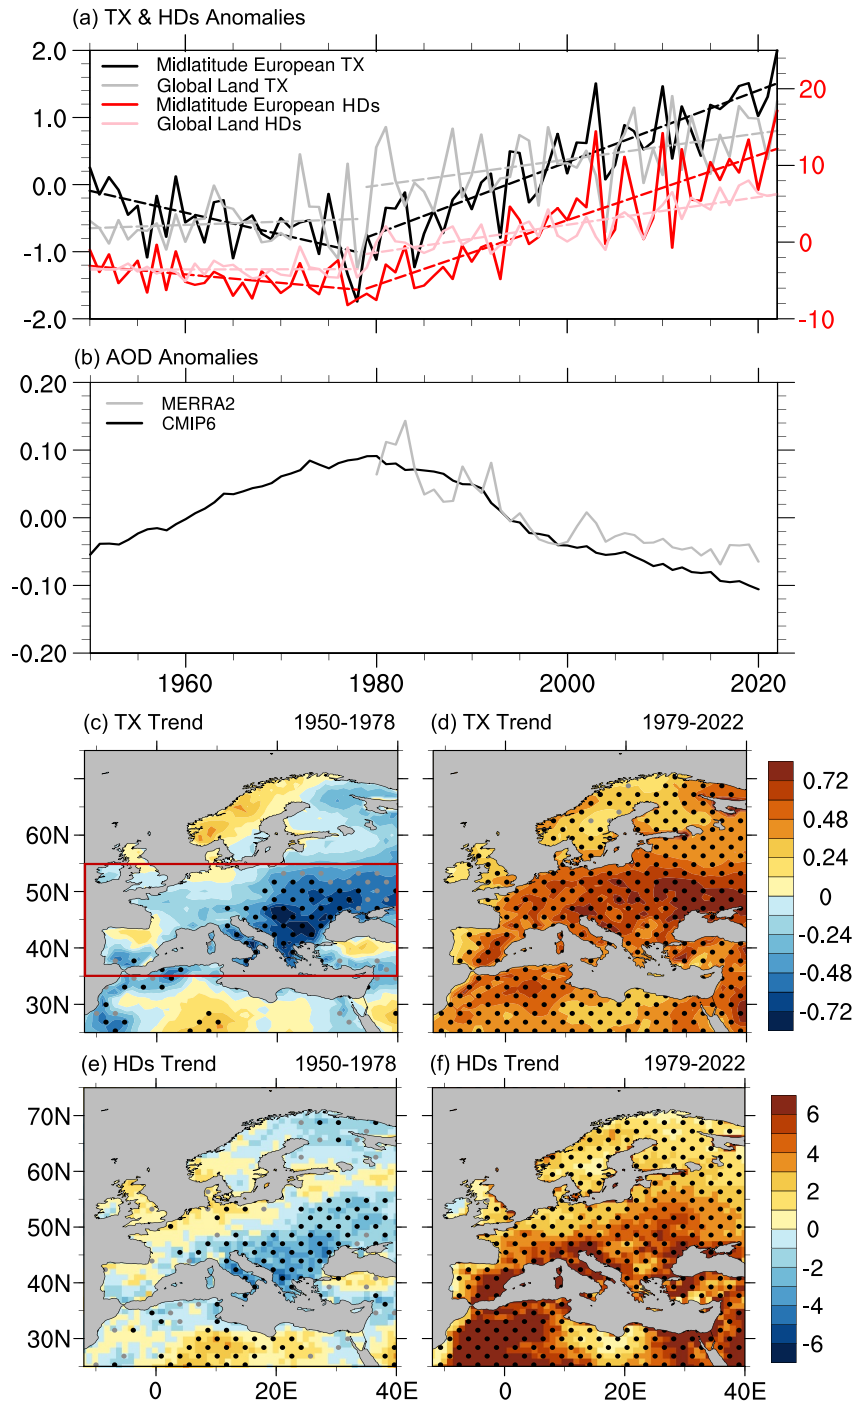 (a) TX & HDs Anomalies
2.0
1.0
0.0
-1.0
-2.0
Midlatitude European TX
Global Land TX
Midlatitude European HDs
Global Land HDs
20
10
0
-10
(b) AOD Anomalies
0.20
0.10
0.00
-0.10
-0.20
MERRA2
CMIP6
1960
1980
2000
2020
(c) TX Trend 1950-1978
60N
50N
40N
30N
(d) TX Trend 1979-2022
0.72
0.48
0.24
0
-0.24
-0.48
-0.72
(e) HDs Trend 1950-1978
70N
60N
50N
40N
30N
0
20E
40E
(f) HDs Trend 1979-2022
0
20E
40E
6
4
2
0
-2
-4
-6